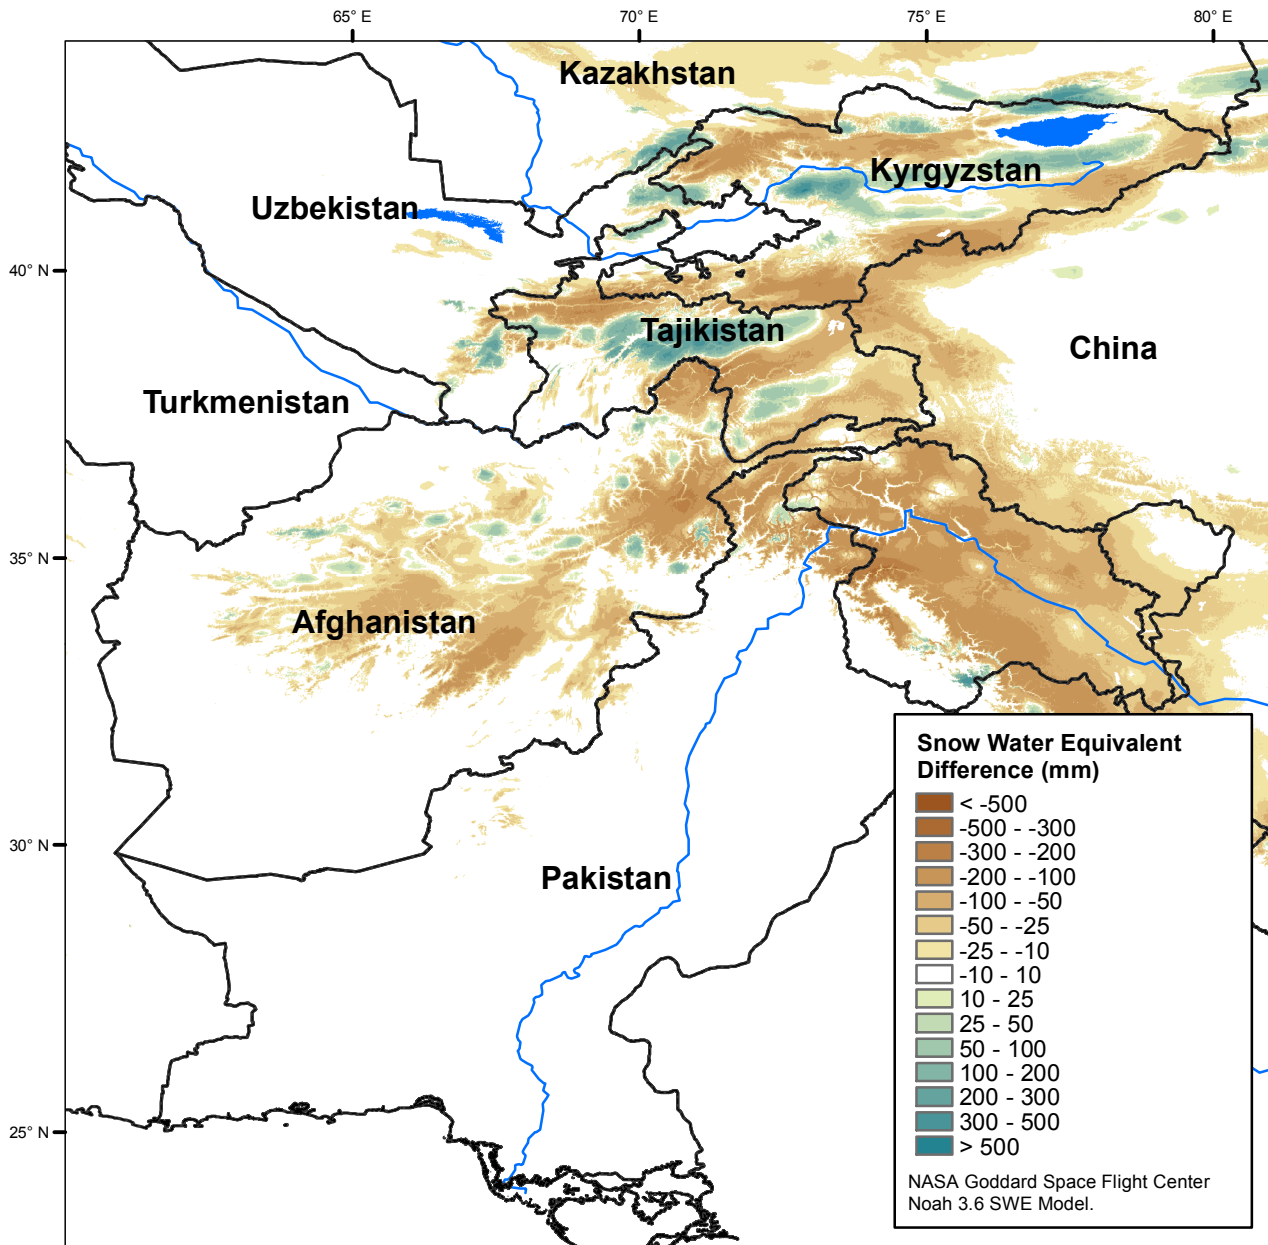 65° E
70° E
75° E
80° E
Kazakhstan
Kyrgyzstan
Uzbekistan
40° N
Tajikistan
China
Turkmenistan
35° N
Afghanistan
30° N
Pakistan
25° N
Snow Water Equivalent
Difference (mm)
< -500
-500 - -300
-300 - -200
-200 - -100
-100 - -50
-50 - -25
-25 - -10
-10 - 10
10 - 25
25 - 50
50 - 100
100 - 200
200 - 300
300 - 500
> 500
NASA Goddard Space Flight Center
Noah 3.6 SWE Model.